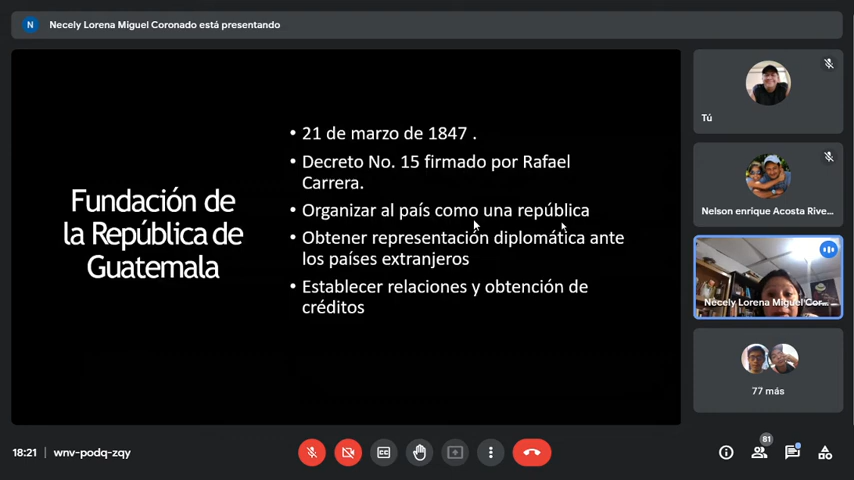 N Necely Lorena Miguel Coronado está presentando
Fundación de
la República de
Guatemala
• 21 de marzo de 1847 .
• Decreto No. 15 firmado por Rafael
Carrera.
• Organizar al país como una república
• Obtener representación diplomática ante
los países extranjeros
• Establecer relaciones y obtención de
créditos
Tú
Nelson enrique Acosta Rive...
Necely Lorena Miguel Cor...
77 más
18:21 wnv-podq-zqy
81